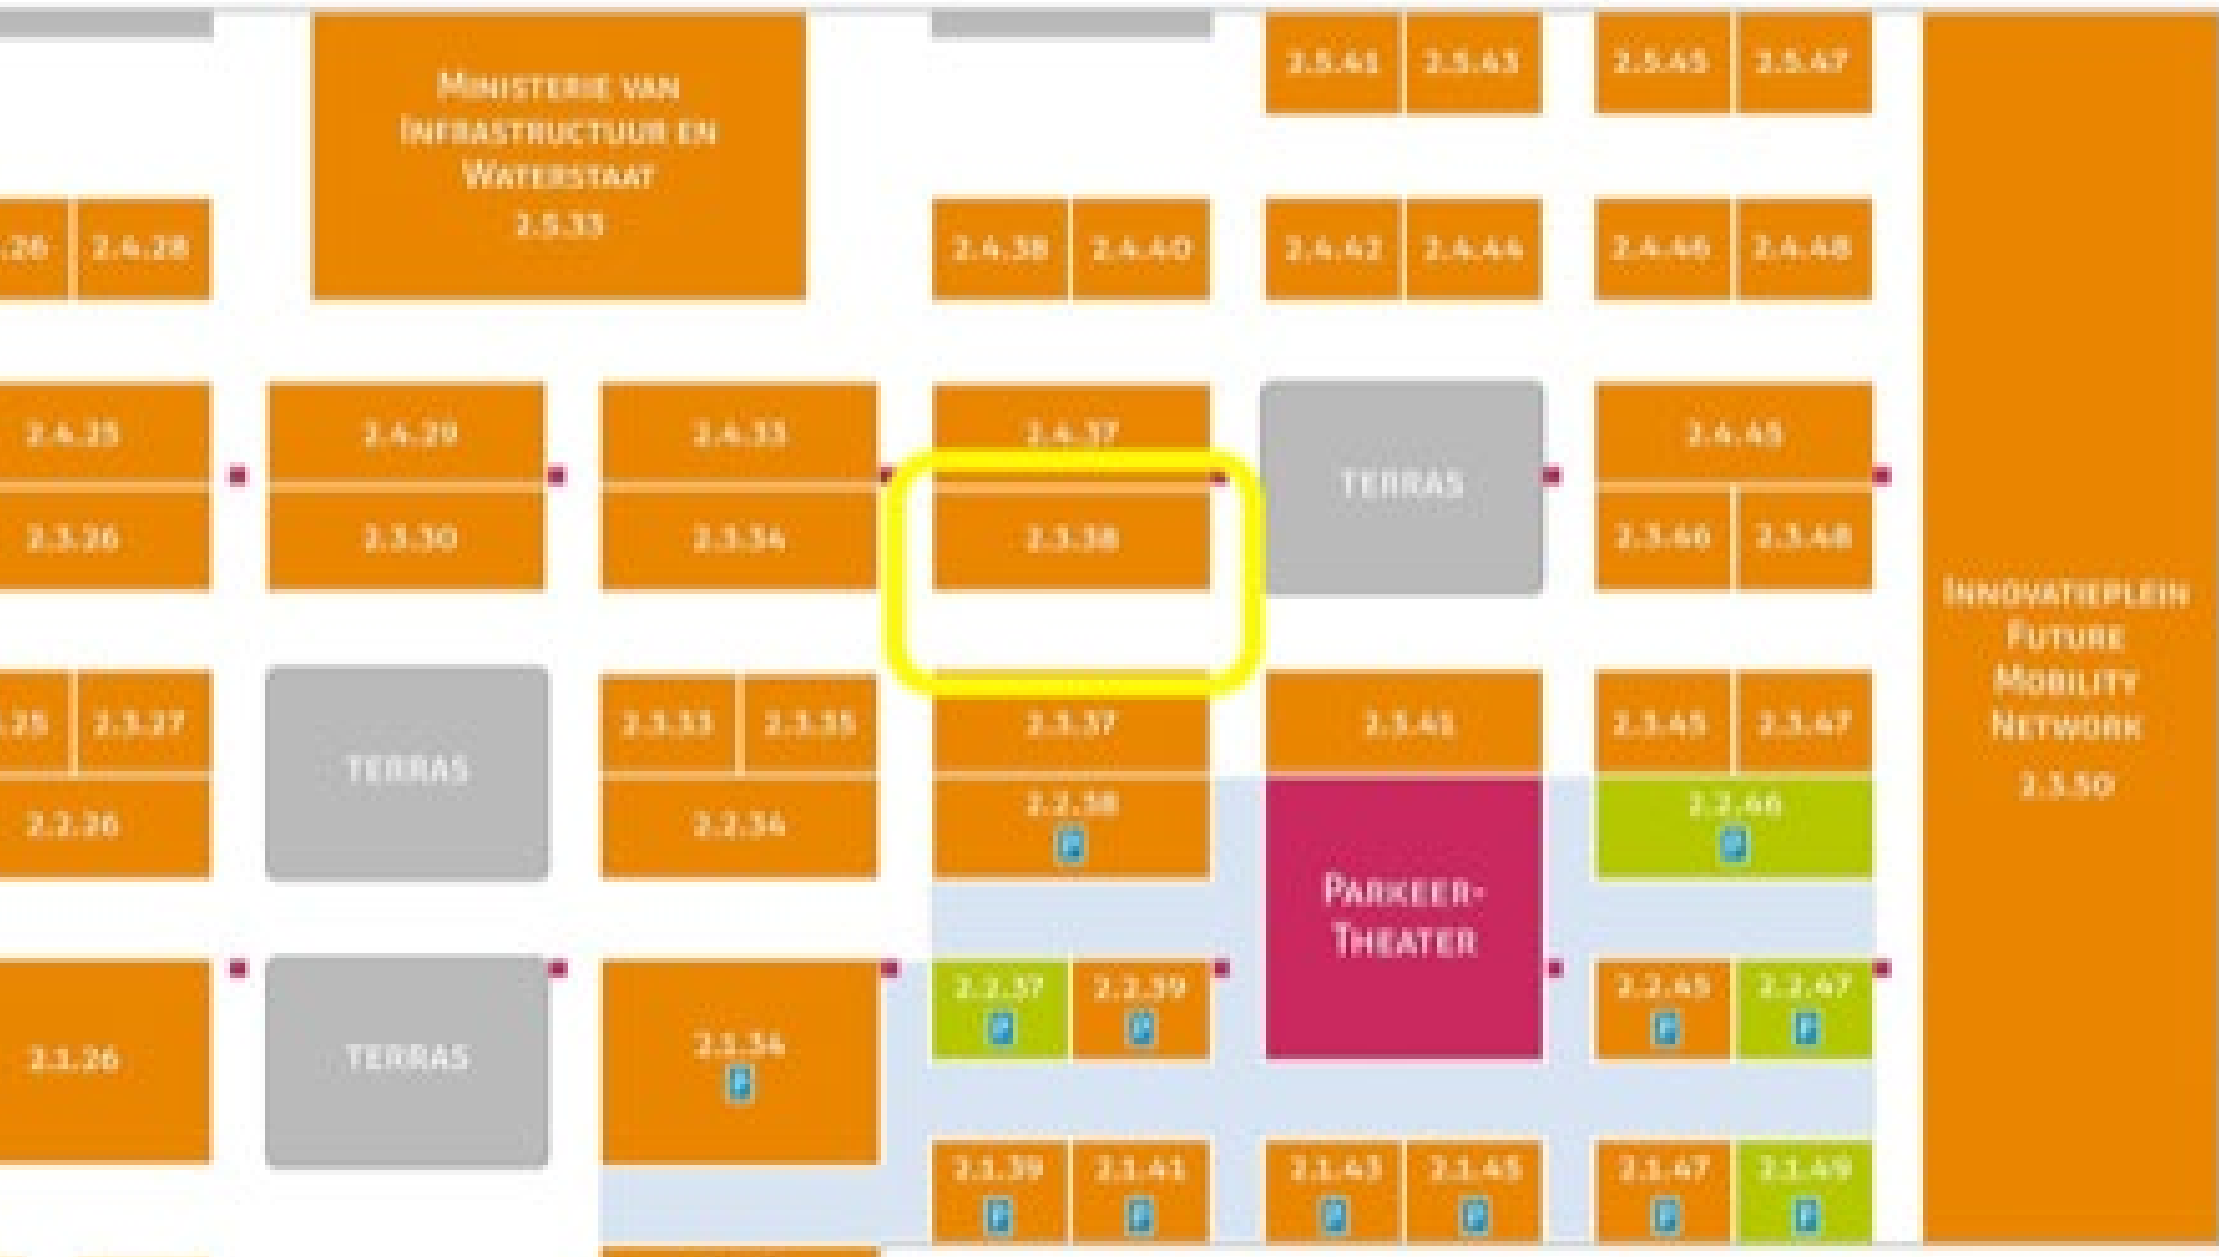 2.5.41 2.5.43 2.5.45 2.5.47
MINISTERIE VAN
INFRASTRUCTUUR EN
WATERSTAAT
2.5.33
.26 2.4.28 2.4.38 2.4.40 2.4.42 2.4.44 2.4.46 2.4.48
2.4.25 2.4.29 2.4.33 2.4.37 2.4.45
TERRAS
2.3.26 2.3.30 2.3.34 2.3.38 2.3.46 2.3.48
INNOVATIEPLEIN
FUTURE
MOBILITY
NETWORK
2.3.50
.25 2.3.27 2.3.33 2.3.35 2.3.37 2.3.41 2.3.45 2.3.47
TERRAS
2.2.26 2.2.34 2.2.38 2.2.46
P P
PARKEER-
THEATER
2.2.37 2.2.39 2.2.45 2.2.47
P P P P
2.1.26 TERRAS 2.1.34
P
2.1.39 2.1.41 2.1.43 2.1.45 2.1.47 2.1.49
P P P P P P